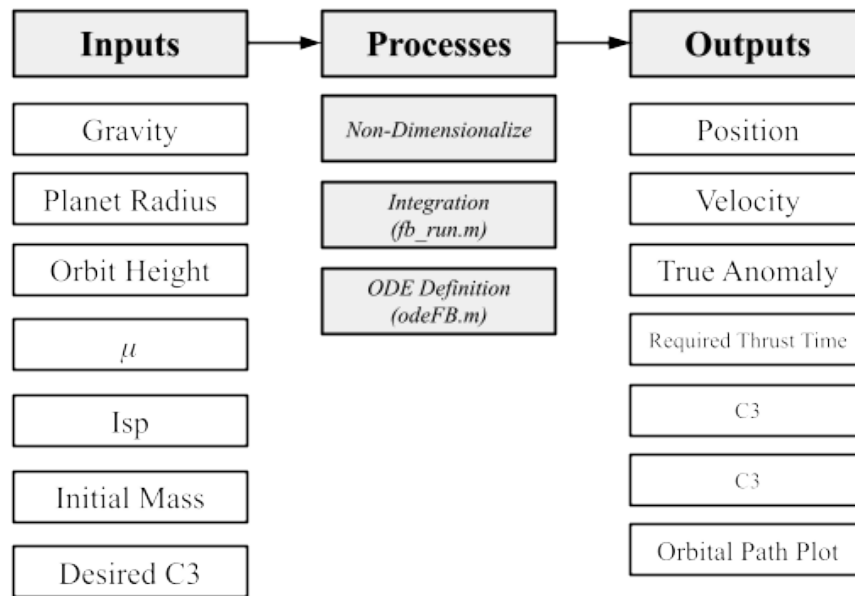 Inputs
Processes
Outputs
Gravity
Planet Radius
Orbit Height
μ
Isp
Initial Mass
Desired C3
Non-Dimensionalize
Integration
(fb_run.m)
ODE Definition
(odeFB.m)
Position
Velocity
True Anomaly
Required Thrust Time
C3
C3
Orbital Path Plot